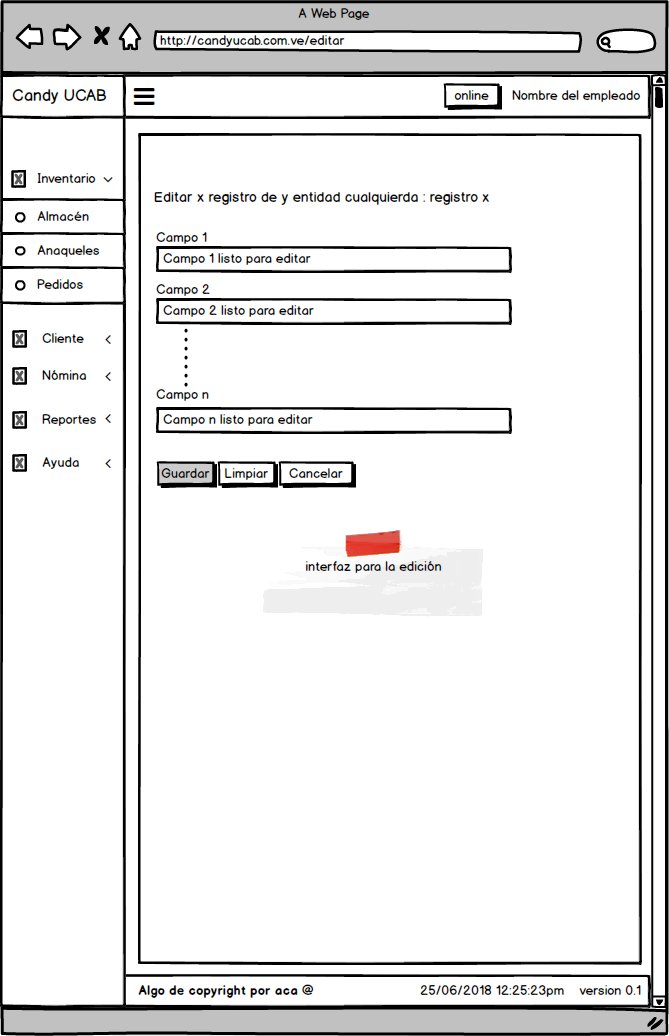 A Web Page
http://candyucab.com.ve/editar
Candy UCAB
online
Nombre del empleado
Inventario
Almacén
Anaqueles
Pedidos
Cliente
Nómina
Reportes
Ayuda
Editar x registro de y entidad cualquierda : registro x
Campo 1
Campo 1 listo para editar
Campo 2
Campo 2 listo para editar
Campo n
Campo n listo para editar
Guardar Limpiar Cancelar
interfaz para la edición
Algo de copyright por aca @
25/06/2018 12:25:23pm version 0.1